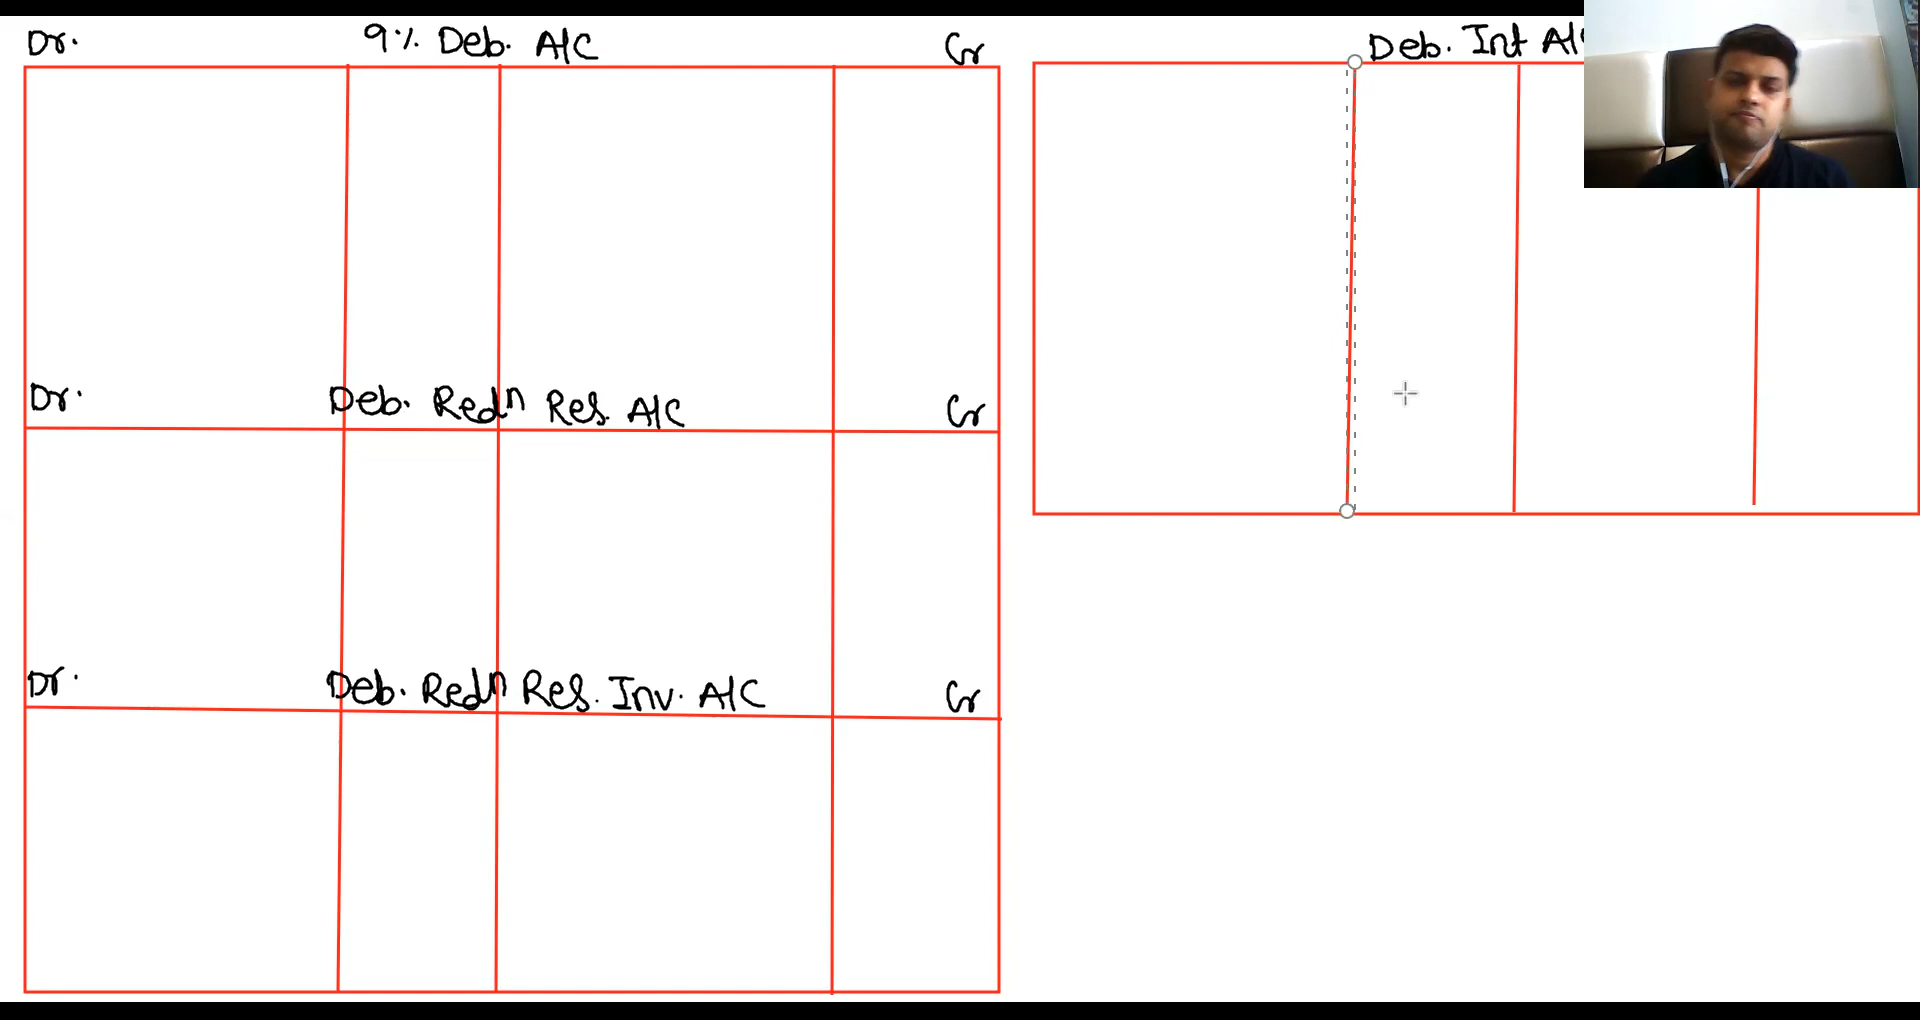 Dr. 9% Deb. A/C Cr
Deb. Int A/C
Dr. Deb. Redn Res. A/C Cr
Dr. Deb. Redn Res. Inv. A/C Cr